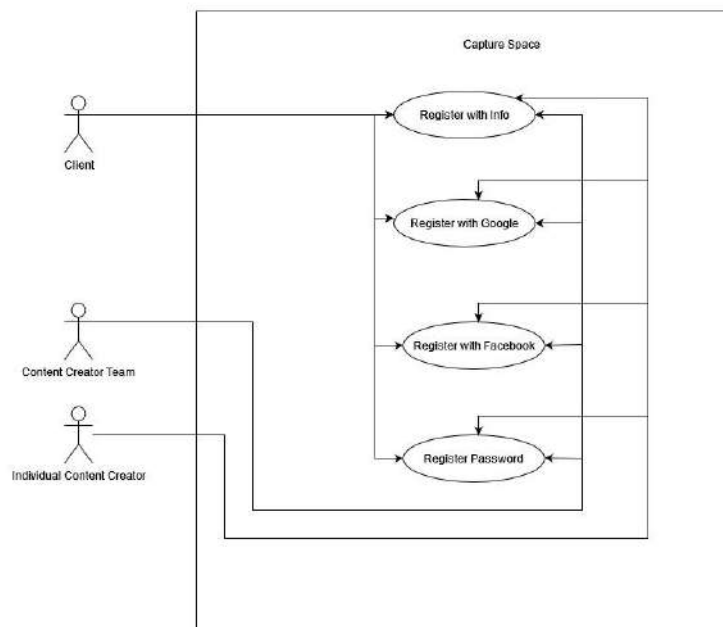 Capture Space
Register with Info
Client
Register with Google
Content Creator Team
Register with Facebook
Individual Content Creator
Register Password